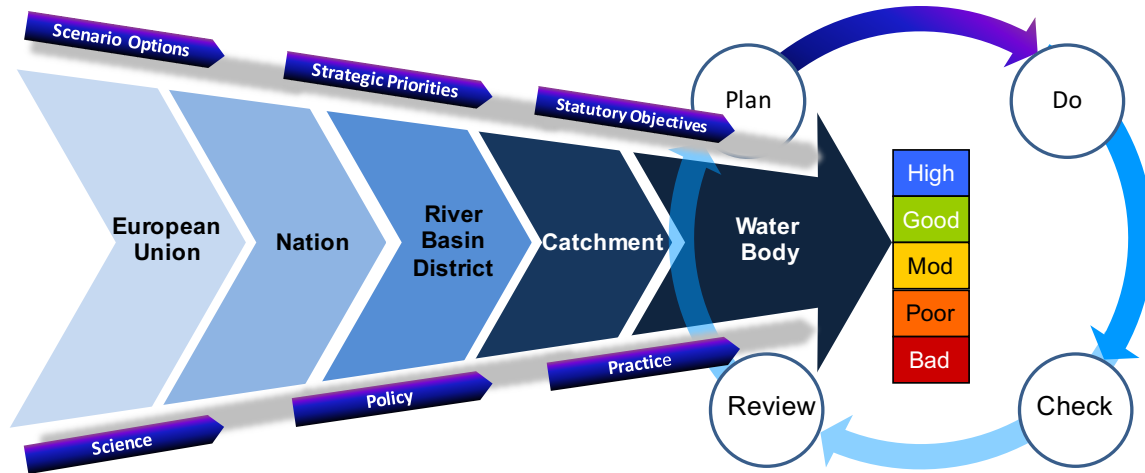 Scenario Options
Strategic Priorities
Statutory Objectives
European
Union
Nation
River
Basin
District
Catchment
Water
Body
Science
Policy
Practice
Plan
Do
Check
Review
High
Good
Mod
Poor
Bad